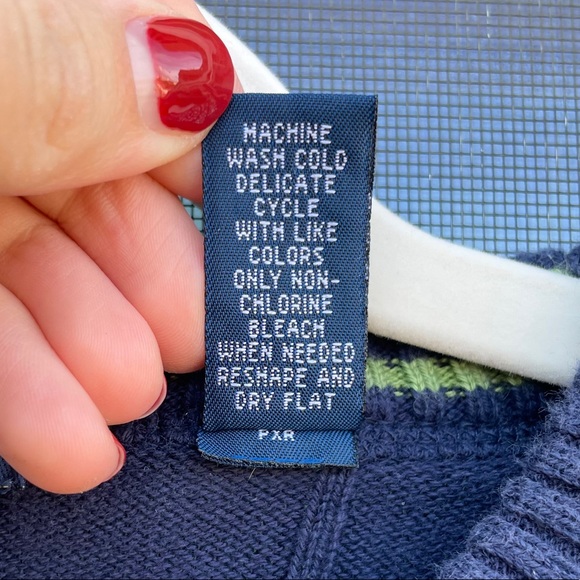 MACHINE
WASH COLD
DELICATE
CYCLE
WITH LIKE
COLORS
ONLY NON-
CHLORINE
BLEACH
WHEN NEEDED
RESHAPE AND
DRY FLAT
PXR